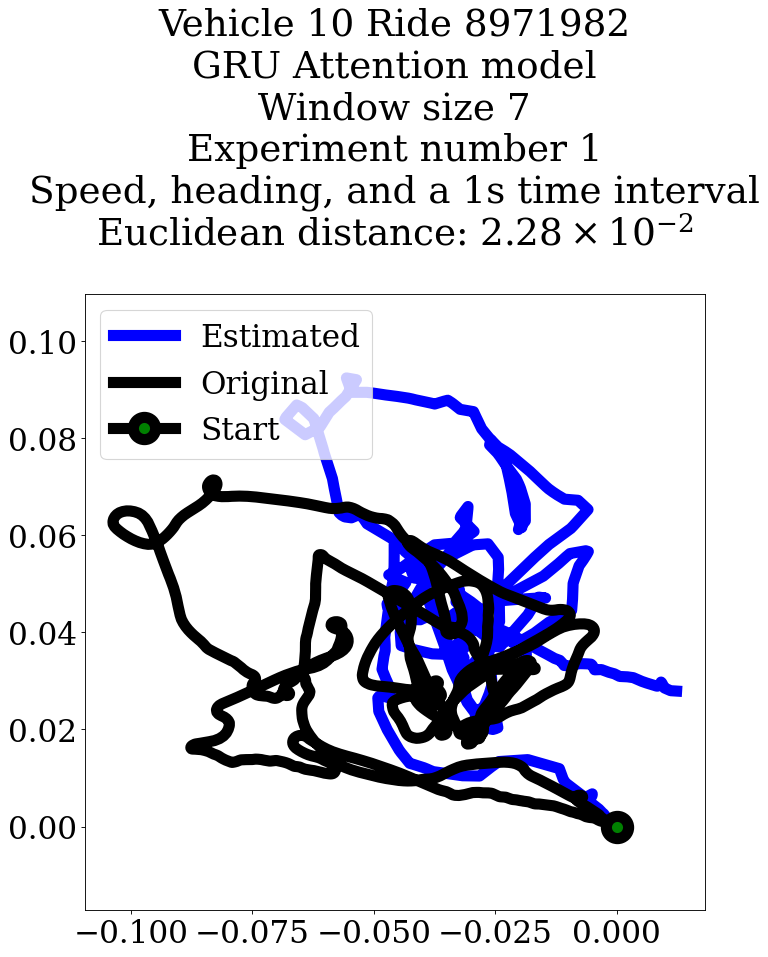 Vehicle 10 Ride 8971982
GRU Attention model
Window size 7
Experiment number 1
Speed, heading, and a 1s time interval
Euclidean distance: 2.28 × 10⁻²
Estimated
Original
Start
0.10
0.08
0.06
0.04
0.02
0.00
−0.100 −0.075 −0.050 −0.025 0.000